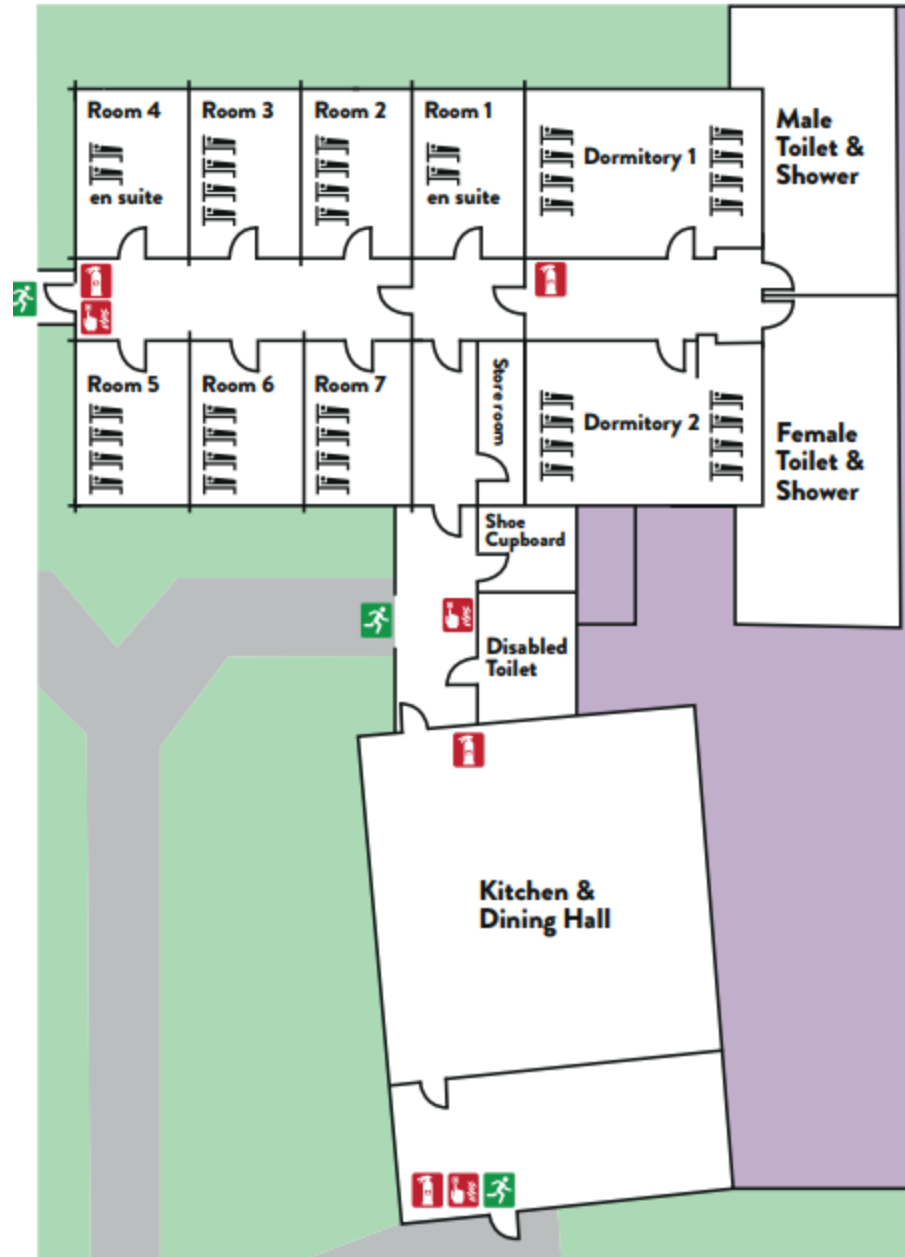 Room 4
en suite
Room 3
Room 2
Room 1
en suite
Dormitory 1
Male
Toilet &
Shower
Room 5
Room 6
Room 7
Store room
Dormitory 2
Female
Toilet &
Shower
Shoe
Cupboard
Disabled
Toilet
Kitchen &
Dining Hall